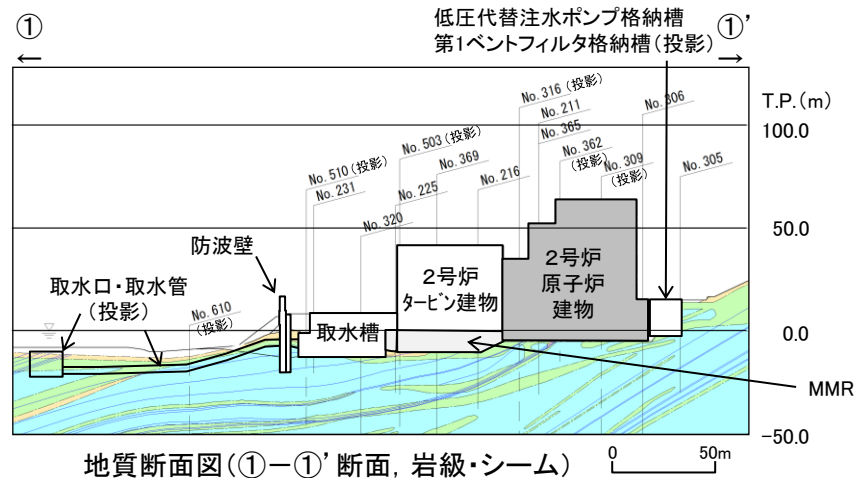 ①
低圧代替注水ポンプ格納槽
第1ベントフィルタ格納槽(投影)
①’
T.P.(m)
No. 316 (投影)
No. 211
No. 306
100.0
No. 365
No. 503 (投影)
No. 362
(投影)
No. 510 (投影)
No. 369
No. 309
(投影)
No. 305
No. 231
No. 225
No. 216
No. 320
50.0
防波壁
2号炉
タービン建物
2号炉
原子炉
建物
取水口・取水管
(投影)
No. 610
(投影)
取水槽
0.0
MMR
-50.0
地質断面図(①-①’断面, 岩級・シーム)
0 50m